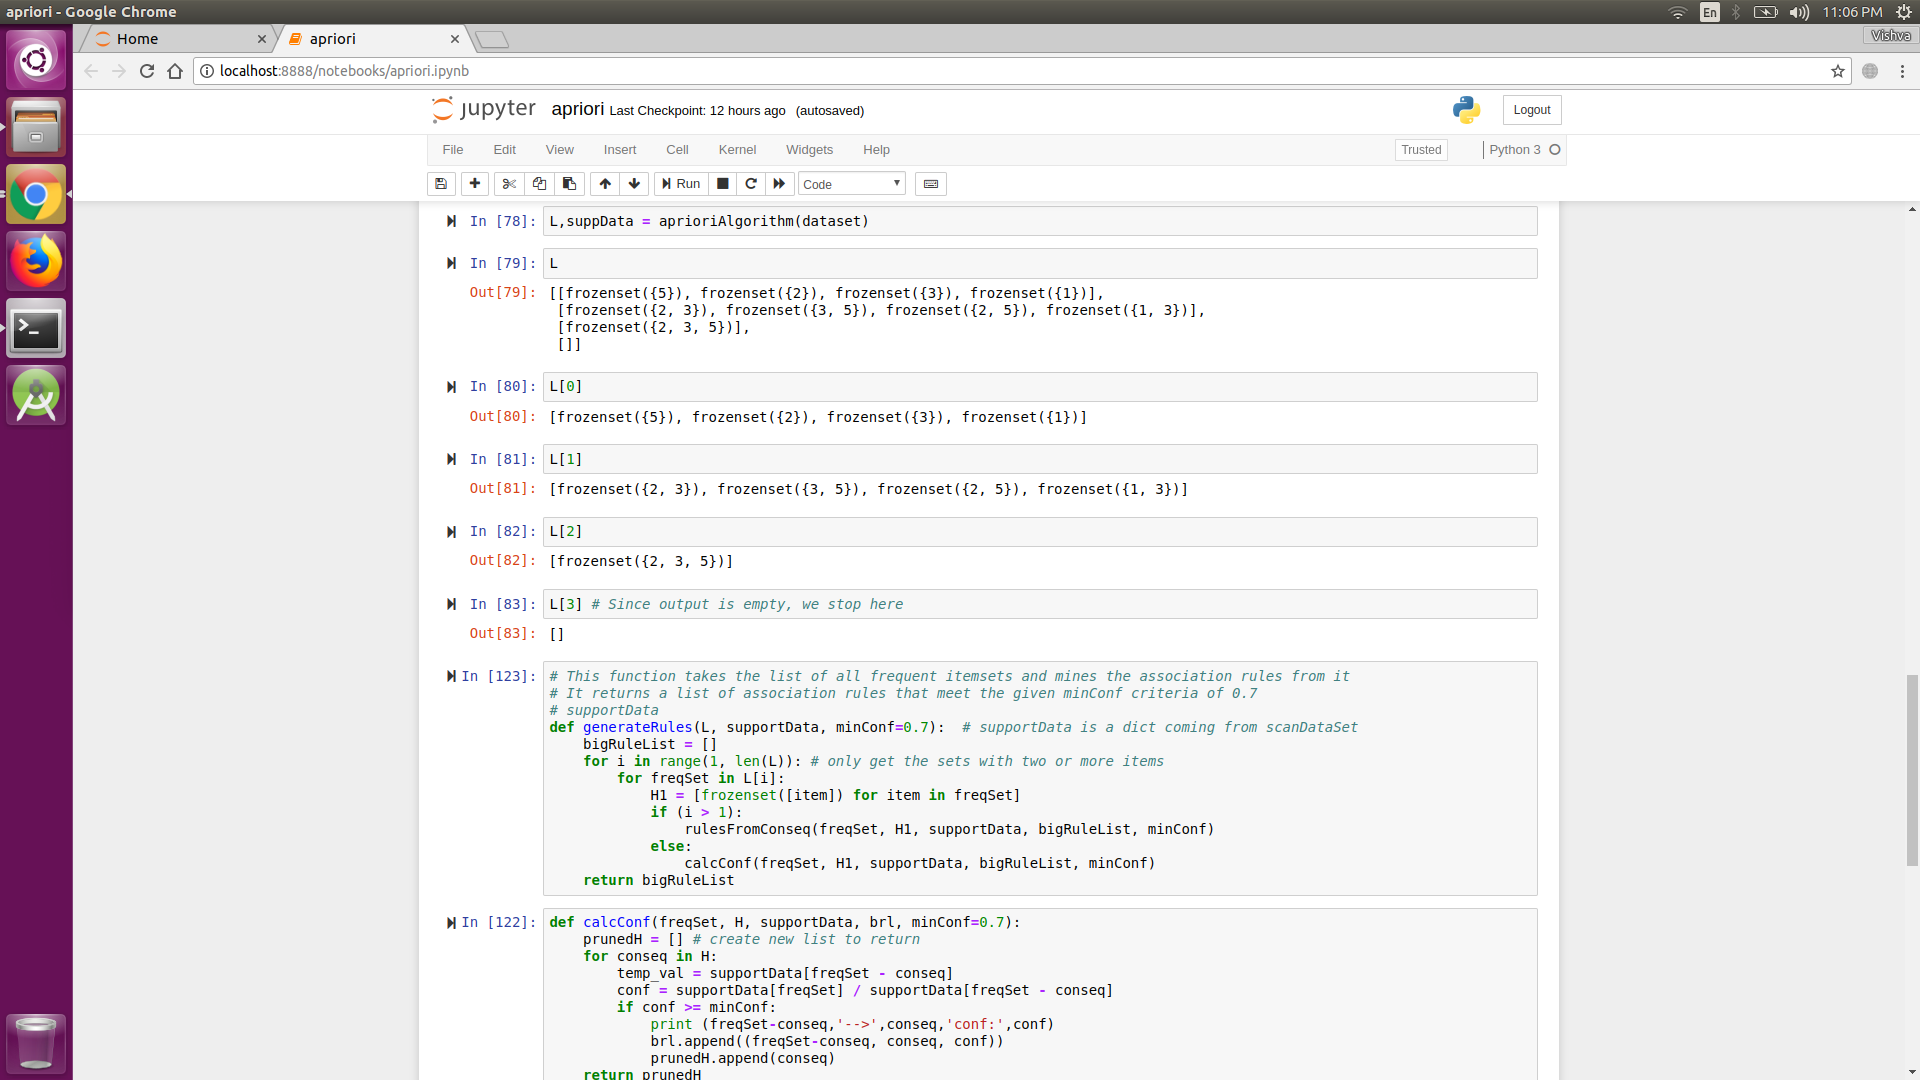 apriori - Google Chrome
En
11:06 PM
Home
apriori
Vishva
localhost:8888/notebooks/apriori.ipynb
jupyter
apriori Last Checkpoint: 12 hours ago (autosaved)
Logout
File Edit View Insert Cell Kernel Widgets Help
Trusted
Python 3
Run
Code
In [78]: L,suppData = aprioriAlgorithm(dataset)
In [79]: L
Out[79]: [[frozenset({5}), frozenset({2}), frozenset({3}), frozenset({1})],
[frozenset({2, 3}), frozenset({3, 5}), frozenset({2, 5}), frozenset({1, 3})],
[frozenset({2, 3, 5})],
[]]
In [80]: L[0]
Out[80]: [frozenset({5}), frozenset({2}), frozenset({3}), frozenset({1})]
In [81]: L[1]
Out[81]: [frozenset({2, 3}), frozenset({3, 5}), frozenset({2, 5}), frozenset({1, 3})]
In [82]: L[2]
Out[82]: [frozenset({2, 3, 5})]
In [83]: L[3] # Since output is empty, we stop here
Out[83]: []
In [123]: # This function takes the list of all frequent itemsets and mines the association rules from it
# It returns a list of association rules that meet the given minConf criteria of 0.7
# supportData
def generateRules(L, supportData, minConf=0.7):  # supportData is a dict coming from scanDataSet
    bigRuleList = []
    for i in range(1, len(L)): # only get the sets with two or more items
        for freqSet in L[i]:
            H1 = [frozenset([item]) for item in freqSet]
            if (i > 1):
                rulesFromConseq(freqSet, H1, supportData, bigRuleList, minConf)
            else:
                calcConf(freqSet, H1, supportData, bigRuleList, minConf)
    return bigRuleList
In [122]: def calcConf(freqSet, H, supportData, brl, minConf=0.7):
    prunedH = [] # create new list to return
    for conseq in H:
        temp_val = supportData[freqSet - conseq]
        conf = supportData[freqSet] / supportData[freqSet - conseq]
        if conf >= minConf:
            print (freqSet-conseq,'-->',conseq,'conf:',conf)
            brl.append((freqSet-conseq, conseq, conf))
            prunedH.append(conseq)
    return prunedH